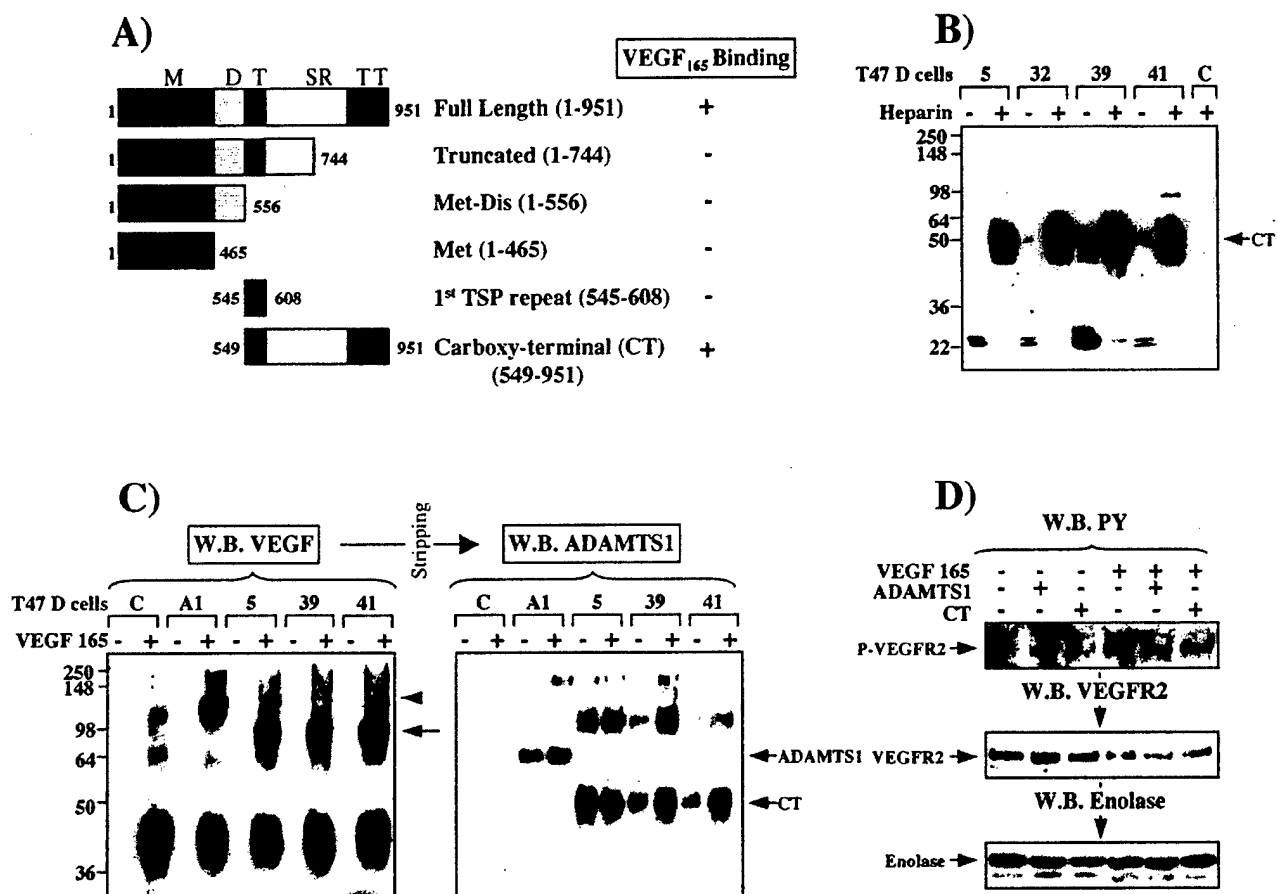 A)
VEGF165 Binding
M D T SR T T
1 951 Full Length (1-951) +
1 744 Truncated (1-744) -
1 556 Met-Dis (1-556) -
1 465 Met (1-465) -
545 608 1st TSP repeat (545-608) -
549 951 Carboxy-terminal (CT) +
(549-951)
B)
T47 D cells 5 32 39 41 C
Heparin - + - + - + - + +
250
148
98
64
50
36
22
CT
C)
W.B. VEGF
Stripping
W.B. ADAMTS1
T47 D cells C A1 5 39 41 C A1 5 39 41
VEGF 165 - + - + - + - + - + - + - + - + - + - +
250
148
98
64
50
36
ADAMTS1
CT
D)
W.B. PY
VEGF 165 - - - + + +
ADAMTS1 - + - - + -
CT - - + - - +
P-VEGFR2
W.B. VEGFR2
VEGFR2
W.B. Enolase
Enolase